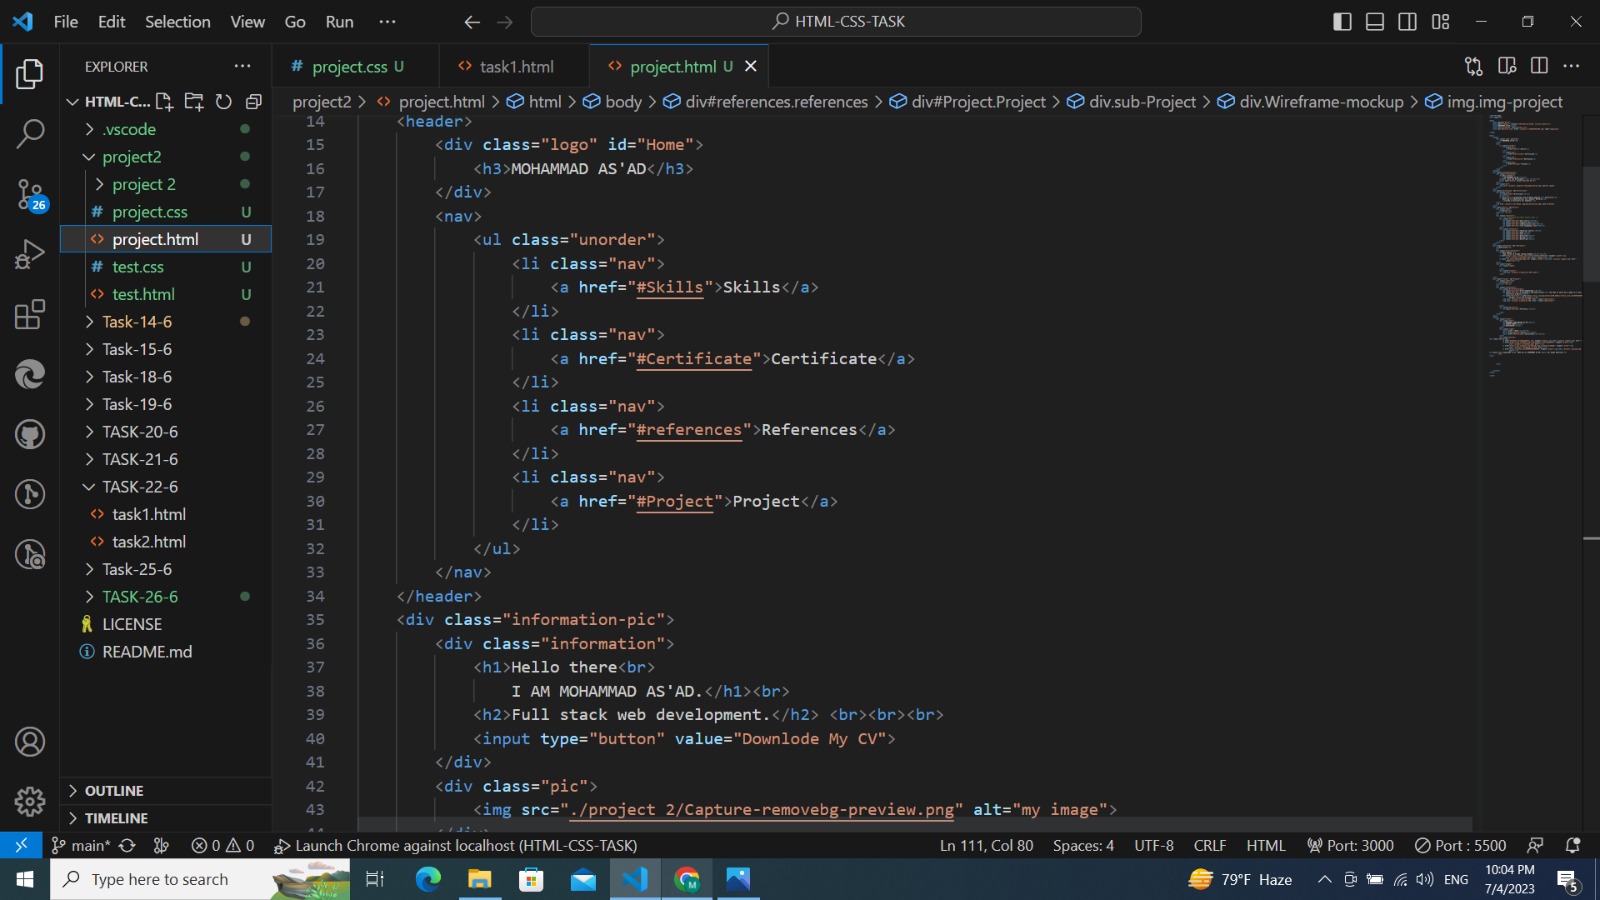 File Edit Selection View Go Run ···
HTML-CSS-TASK
EXPLORER ···
# project.css U
<> task1.html
<> project.html U
HTML-C...
project2 > <> project.html > html > body > div#references.references > div#Project.Project > div.sub-Project > div.Wireframe-mockup > img.img-project
.vscode
project2
project 2
# project.css U
<> project.html U
# test.css U
<> test.html U
Task-14-6
Task-15-6
Task-18-6
Task-19-6
TASK-20-6
TASK-21-6
TASK-22-6
<> task1.html
<> task2.html
Task-25-6
TASK-26-6
LICENSE
README.md
OUTLINE
TIMELINE
26
14 <header>
15 <div class="logo" id="Home">
16 <h3>MOHAMMAD AS'AD</h3>
17 </div>
18 <nav>
19 <ul class="unorder">
20 <li class="nav">
21 <a href="#Skills">Skills</a>
22 </li>
23 <li class="nav">
24 <a href="#Certificate">Certificate</a>
25 </li>
26 <li class="nav">
27 <a href="#references">References</a>
28 </li>
29 <li class="nav">
30 <a href="#Project">Project</a>
31 </li>
32 </ul>
33 </nav>
34 </header>
35 <div class="information-pic">
36 <div class="information">
37 <h1>Hello there<br>
38 I AM MOHAMMAD AS'AD.</h1><br>
39 <h2>Full stack web development.</h2> <br><br><br>
40 <input type="button" value="Downlode My CV">
41 </div>
42 <div class="pic">
43 <img src="./project 2/Capture-removebg-preview.png" alt="my image">
main* 0 0 Launch Chrome against localhost (HTML-CSS-TASK) Ln 111, Col 80 Spaces: 4 UTF-8 CRLF HTML Port: 3000 Port : 5500
Type here to search
79°F Haze
ENG
10:04 PM
7/4/2023
5